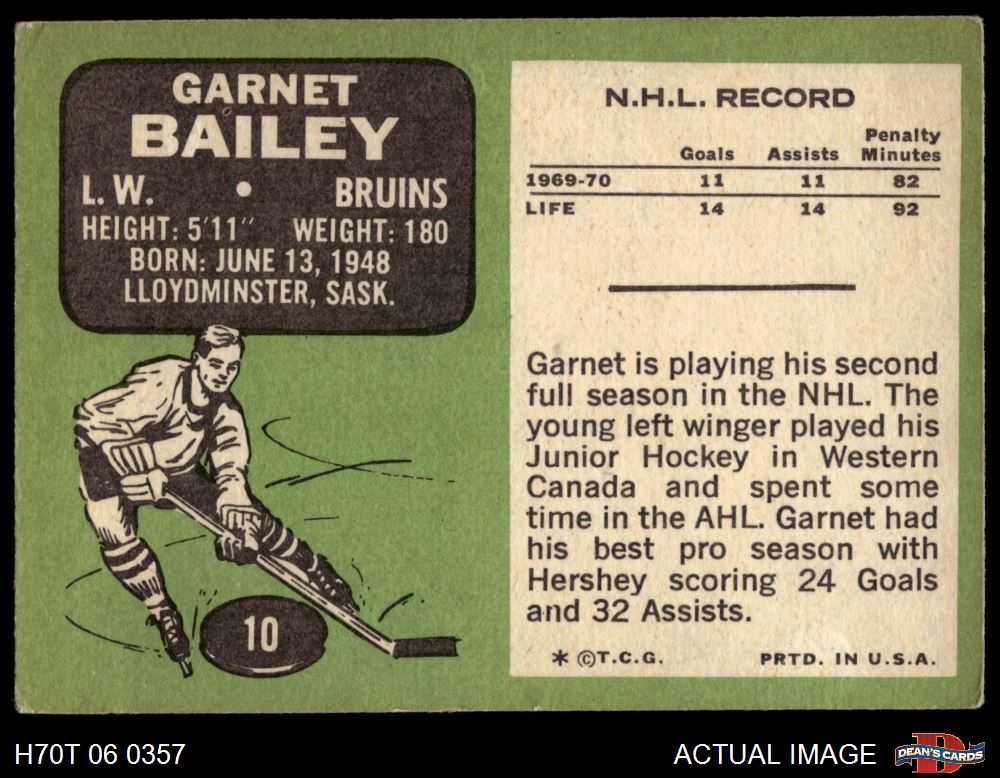 GARNET
BAILEY
L.W. • BRUINS
HEIGHT: 5'11" WEIGHT: 180
BORN: JUNE 13, 1948
LLOYDMINSTER, SASK.
10
N.H.L. RECORD
Goals Assists Penalty Minutes
1969-70 11 11 82
LIFE 14 14 92
Garnet is playing his second
full season in the NHL. The
young left winger played his
Junior Hockey in Western
Canada and spent some
time in the AHL. Garnet had
his best pro season with
Hershey scoring 24 Goals
and 32 Assists.
* ©T.C.G. PRTD. IN U.S.A.
H70T 06 0357
ACTUAL IMAGE
DEAN'S CARDS